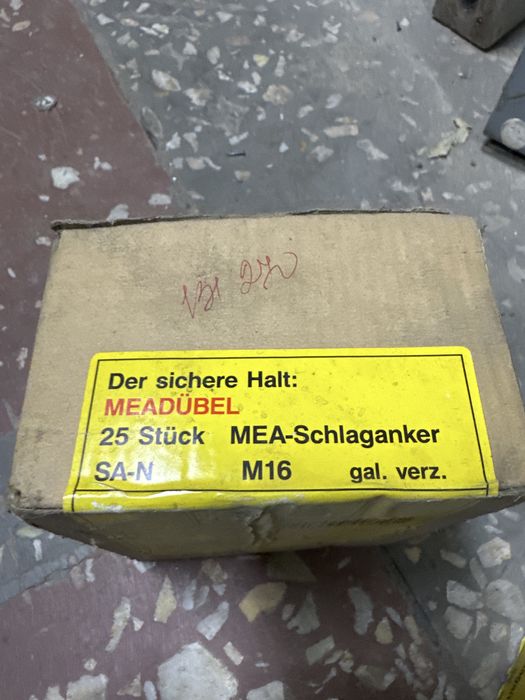 Der sichere Halt:
MEADÜBEL
25 Stück MEA-Schlaganker
SA-N M16 gal. verz.